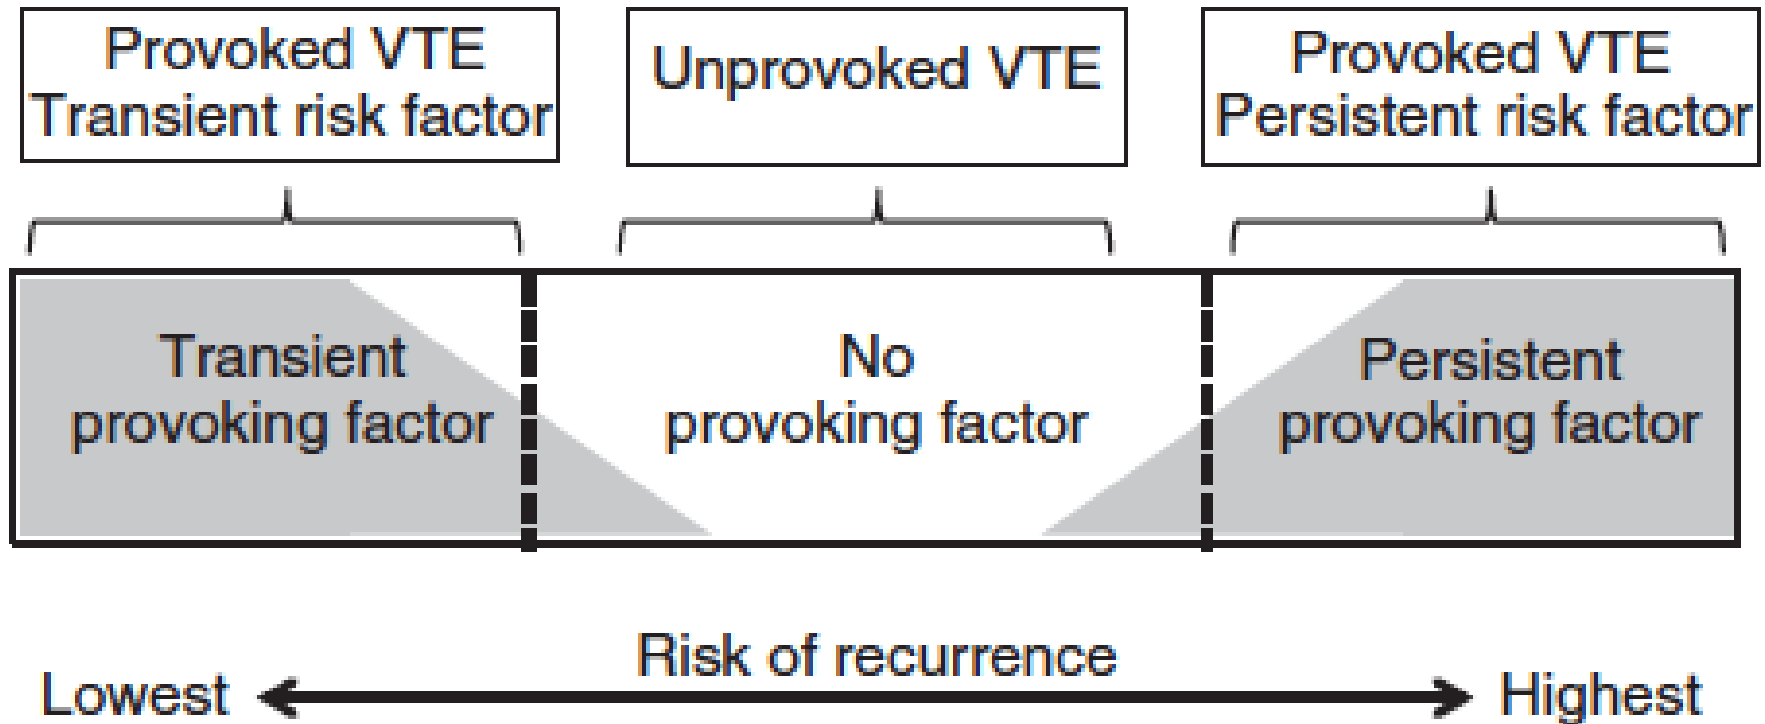 Provoked VTE
Transient risk factor
Unprovoked VTE
Provoked VTE
Persistent risk factor
Transient
provoking factor
No
provoking factor
Persistent
provoking factor
Risk of recurrence
Lowest
Highest